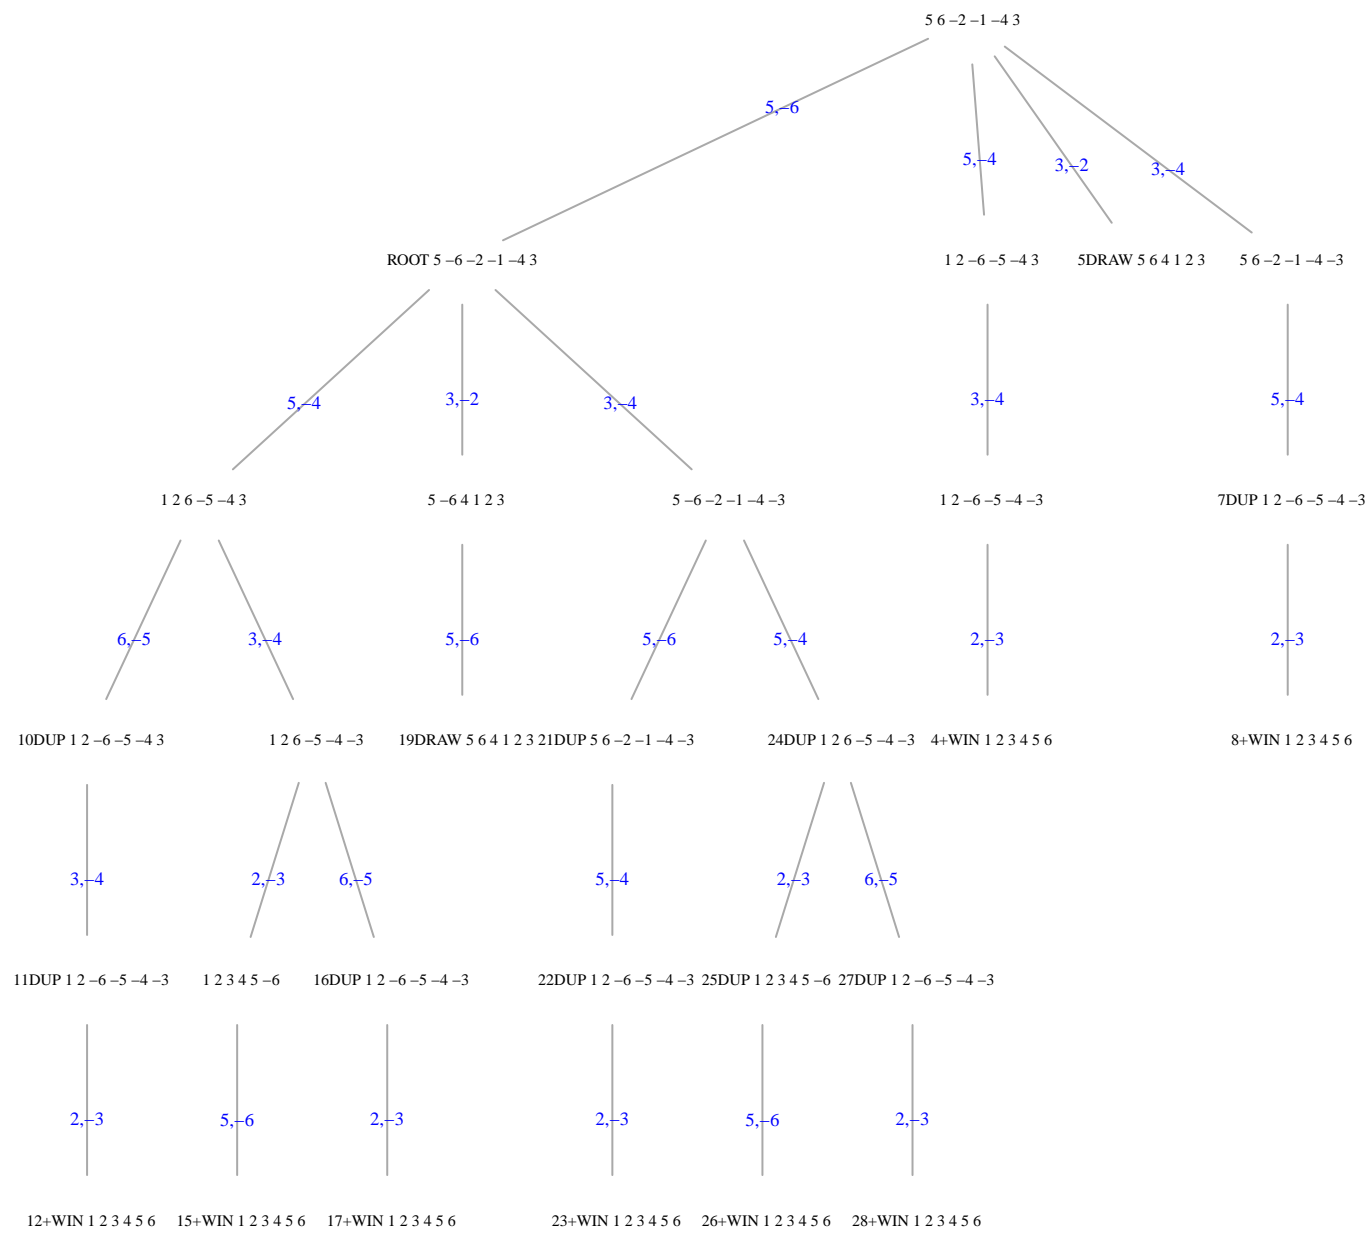 5 6 –2 –1 –4 3
5,–6
5,–4
3,–2
3,–4
ROOT 5 –6 –2 –1 –4 3
1 2 –6 –5 –4 3
5DRAW 5 6 4 1 2 3
5 6 –2 –1 –4 –3
5,–4
3,–2
3,–4
3,–4
5,–4
1 2 6 –5 –4 3
5 –6 4 1 2 3
5 –6 –2 –1 –4 –3
1 2 –6 –5 –4 –3
7DUP 1 2 –6 –5 –4 –3
6,–5
3,–4
5,–6
5,–6
5,–4
2,–3
2,–3
10DUP 1 2 –6 –5 –4 3
1 2 6 –5 –4 –3
19DRAW 5 6 4 1 2 3
21DUP 5 6 –2 –1 –4 –3
24DUP 1 2 6 –5 –4 –3
4+WIN 1 2 3 4 5 6
8+WIN 1 2 3 4 5 6
3,–4
2,–3
6,–5
5,–4
2,–3
6,–5
11DUP 1 2 –6 –5 –4 –3
1 2 3 4 5 –6
16DUP 1 2 –6 –5 –4 –3
22DUP 1 2 –6 –5 –4 –3
25DUP 1 2 3 4 5 –6
27DUP 1 2 –6 –5 –4 –3
2,–3
5,–6
2,–3
2,–3
5,–6
2,–3
12+WIN 1 2 3 4 5 6
15+WIN 1 2 3 4 5 6
17+WIN 1 2 3 4 5 6
23+WIN 1 2 3 4 5 6
26+WIN 1 2 3 4 5 6
28+WIN 1 2 3 4 5 6